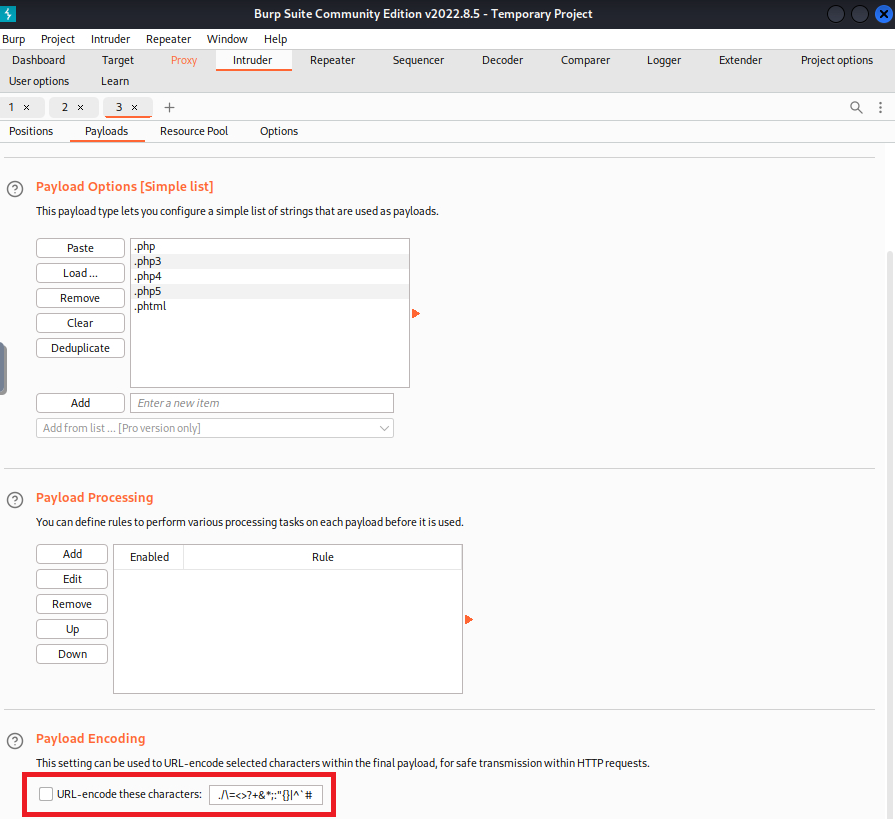 Burp Suite Community Edition v2022.8.5 - Temporary Project
Burp Project Intruder Repeater Window Help
Dashboard Target Proxy Intruder Repeater Sequencer Decoder Comparer Logger Extender Project options
User options Learn
1 × 2 × 3 × +
Positions Payloads Resource Pool Options
? Payload Options [Simple list]
This payload type lets you configure a simple list of strings that are used as payloads.
Paste .php
Load ... .php3
Remove .php4
Clear .php5
Deduplicate .phtml
Add Enter a new item
Add from list ... [Pro version only]
? Payload Processing
You can define rules to perform various processing tasks on each payload before it is used.
Add Enabled Rule
Edit
Remove
Up
Down
? Payload Encoding
This setting can be used to URL-encode selected characters within the final payload, for safe transmission within HTTP requests.
URL-encode these characters: ./\=<>?+&*;:"{}|^`#